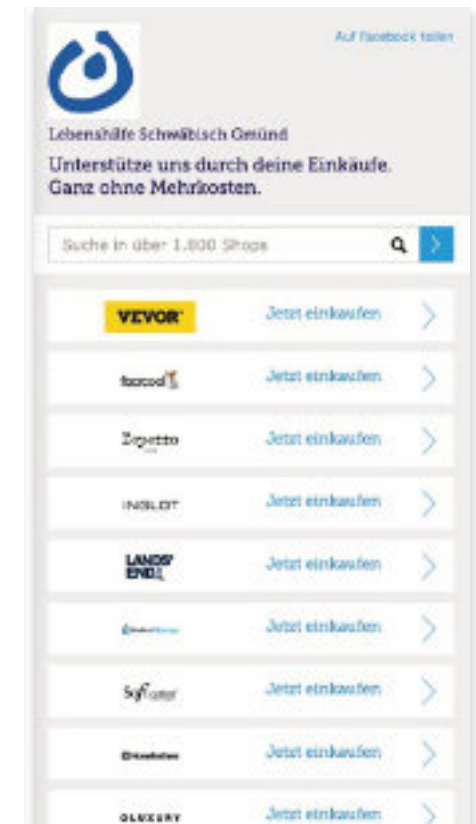 Auf Facebook teilen
Lebenshilfe Schwäbisch Gmünd
Unterstütze uns durch deine Einkäufe.
Ganz ohne Mehrkosten.
Suche in über 1.800 Shops
VEVOR
Jetzt einkaufen
Jetzt einkaufen
Zepetto
Jetzt einkaufen
INGLOT
Jetzt einkaufen
LANDS'
END
Jetzt einkaufen
Jetzt einkaufen
Jetzt einkaufen
Jetzt einkaufen
Jetzt einkaufen